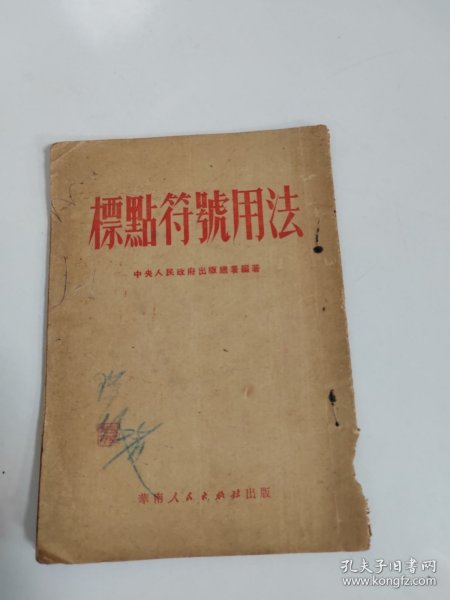 標點符號用法
中央人民政府出版總署編著
華南人民出版社出版
孔夫子旧书网
www.kongfz.com